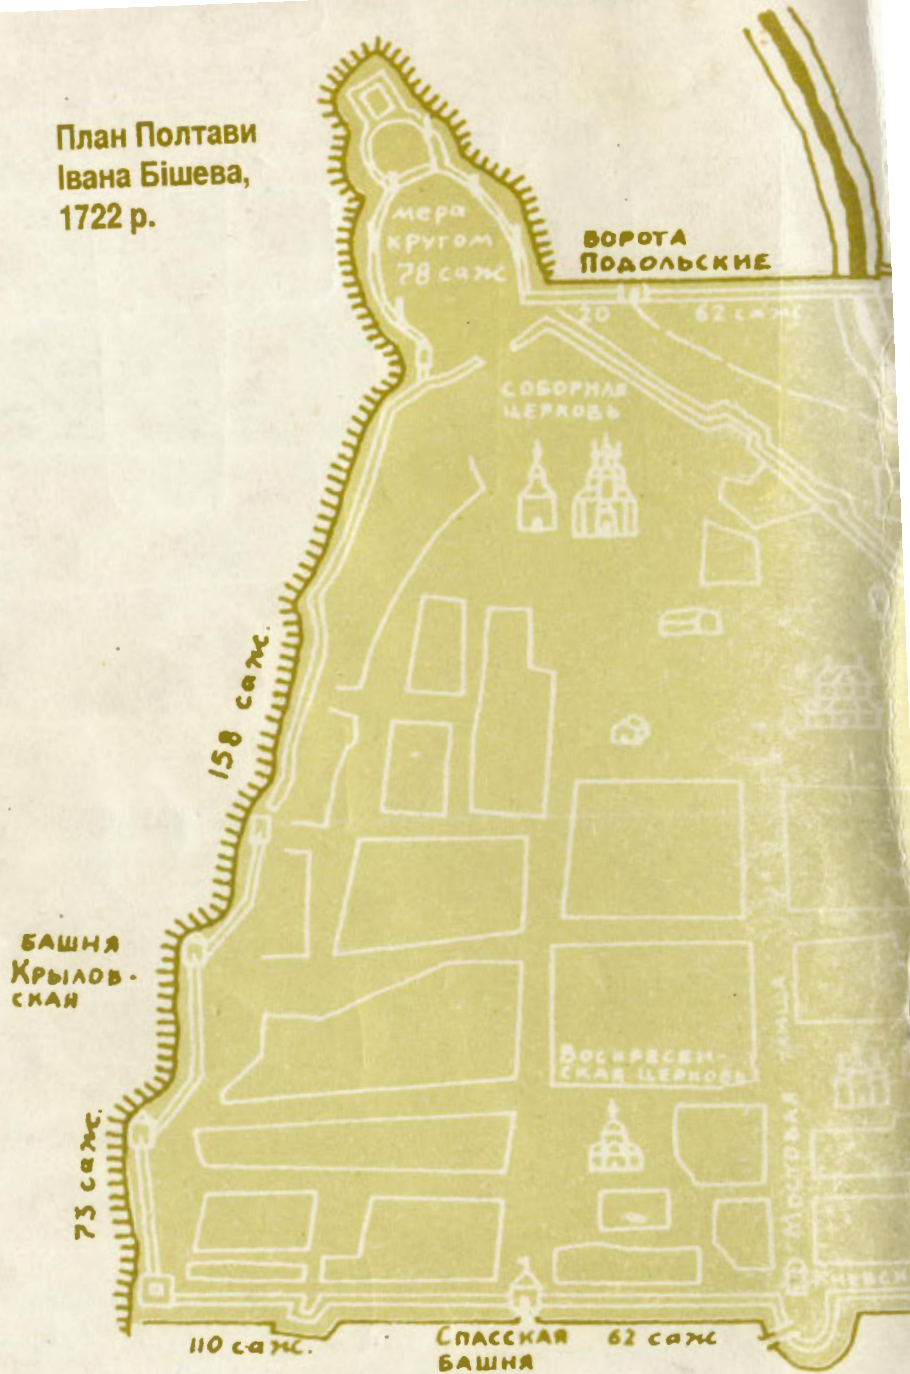 План Полтави
Івана Бішева,
1722 р.
мера
кругом
78 саж
ВОРОТА
ПОДОЛЬСКИЕ
20
62 саж
СОБОРНАЯ
ЦЕРКОВЬ
158 саж.
БАШНЯ
КРЫЛОВ-
СКАЯ
ВОСКРЕСЕН-
СКАЯ ЦЕРКОВЬ
73 саж.
МОСТОВАЯ
110 саж.
СПАССКАЯ
БАШНЯ
62 саж